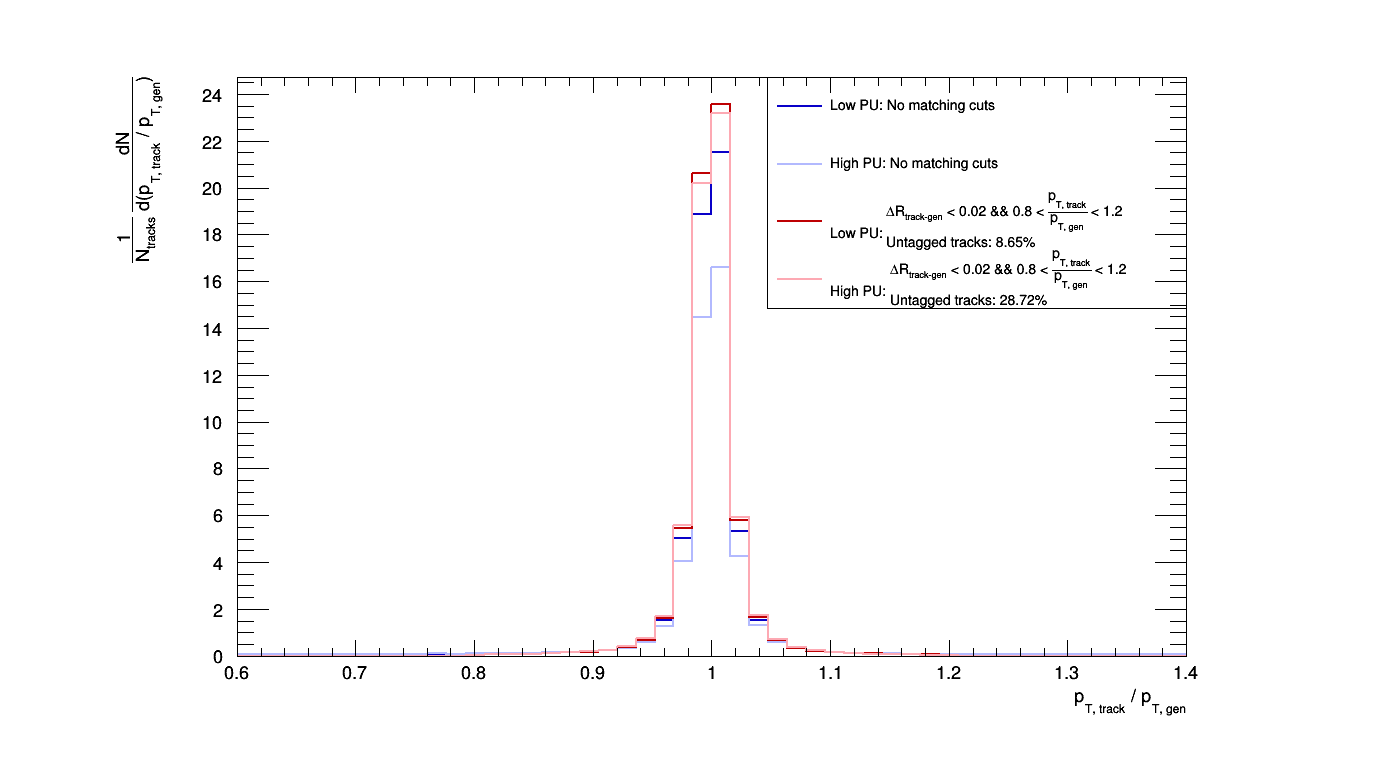 1 dN
N_tracks d(p_T, track / p_T, gen)
24
22
20
18
16
14
12
10
8
6
4
2
0
Low PU: No matching cuts
High PU: No matching cuts
ΔR_track-gen < 0.02 && 0.8 < p_T, track / p_T, gen < 1.2
Low PU: Untagged tracks: 8.65%
ΔR_track-gen < 0.02 && 0.8 < p_T, track / p_T, gen < 1.2
High PU: Untagged tracks: 28.72%
0.6 0.7 0.8 0.9 1 1.1 1.2 1.3 1.4
p_T, track / p_T, gen